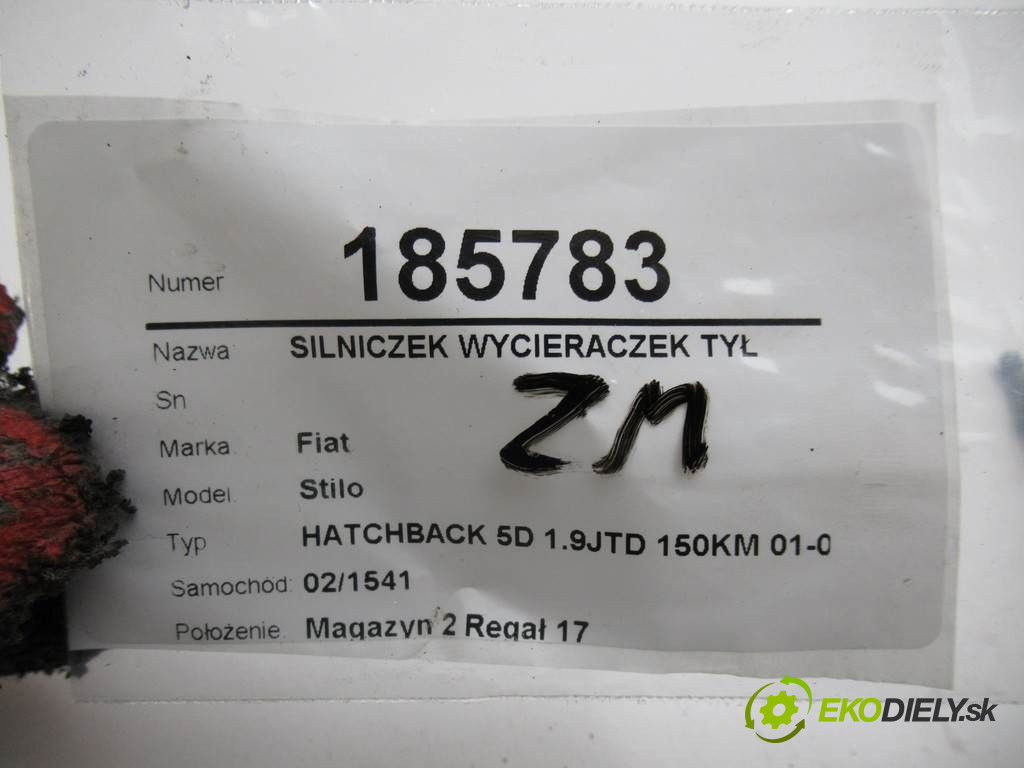 Numer 185783
Nazwa SILNICZEK WYCIERACZEK TYŁ
Sn
ZM
Marka Fiat
Model Stilo
Typ HATCHBACK 5D 1.9JTD 150KM 01-0
Samochód: 02/1541
Położenie Magazyn 2 Regał 17
EKODIELY.sk